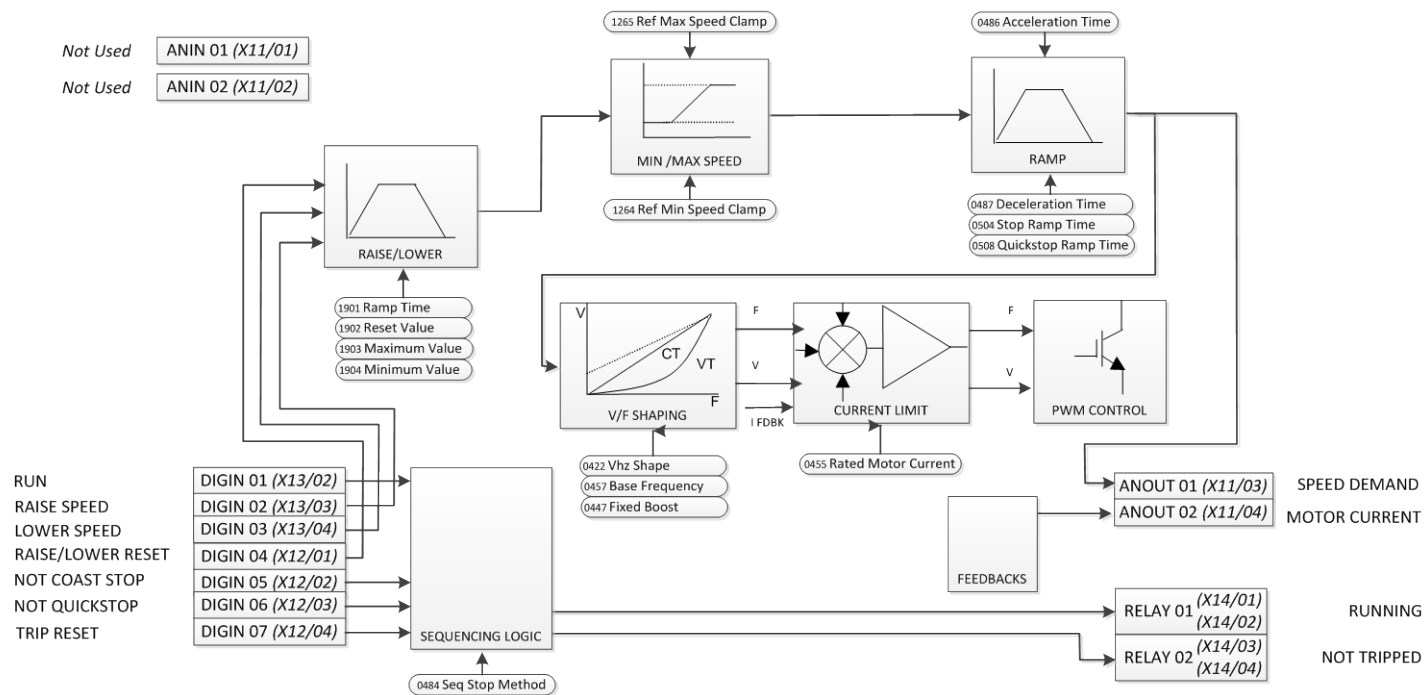 Not Used ANIN 01 (X11/01)
Not Used ANIN 02 (X11/02)
1265 Ref Max Speed Clamp
MIN /MAX SPEED
1264 Ref Min Speed Clamp
0486 Acceleration Time
RAMP
0487 Deceleration Time
0504 Stop Ramp Time
0508 Quickstop Ramp Time
RAISE/LOWER
1901 Ramp Time
1902 Reset Value
1903 Maximum Value
1904 Minimum Value
V
CT
VT
F
V/F SHAPING
F
V
I FDBK
CURRENT LIMIT
F
V
PWM CONTROL
0422 Vhz Shape
0457 Base Frequency
0447 Fixed Boost
0455 Rated Motor Current
RUN DIGIN 01 (X13/02)
RAISE SPEED DIGIN 02 (X13/03)
LOWER SPEED DIGIN 03 (X13/04)
RAISE/LOWER RESET DIGIN 04 (X12/01)
NOT COAST STOP DIGIN 05 (X12/02)
NOT QUICKSTOP DIGIN 06 (X12/03)
TRIP RESET DIGIN 07 (X12/04)
SEQUENCING LOGIC
0484 Seq Stop Method
FEEDBACKS
ANOUT 01 (X11/03) SPEED DEMAND
ANOUT 02 (X11/04) MOTOR CURRENT
RELAY 01 (X14/01)
(X14/02)
RUNNING
RELAY 02 (X14/03)
(X14/04)
NOT TRIPPED